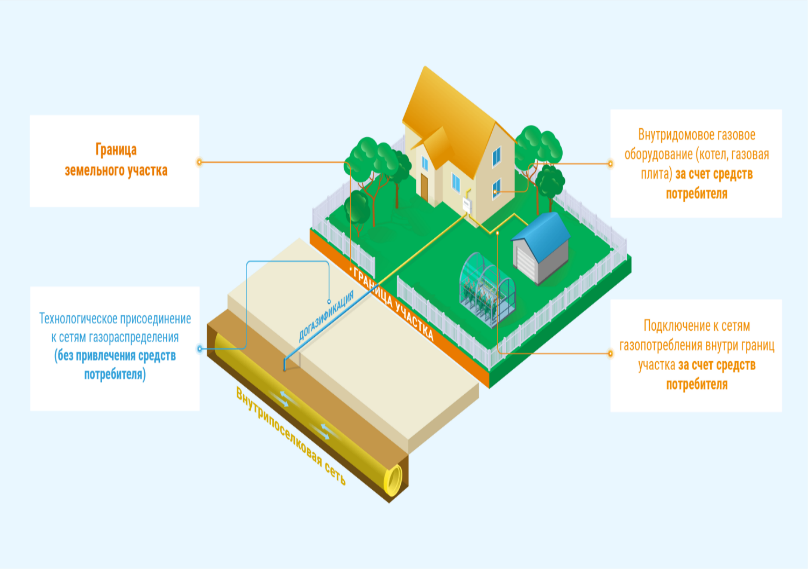 Граница
земельного участка
Внутридомовое газовое
оборудование (котел, газовая
плита) за счет средств
потребителя
Технологическое присоединение
к сетям газораспределения
(без привлечения средств
потребителя)
ДОГАЗИФИКАЦИЯ
ГРАНИЦА УЧАСТКА
Подключение к сетям
газопотребления внутри границ
участка за счет средств
потребителя
Внутрипоселковая сеть